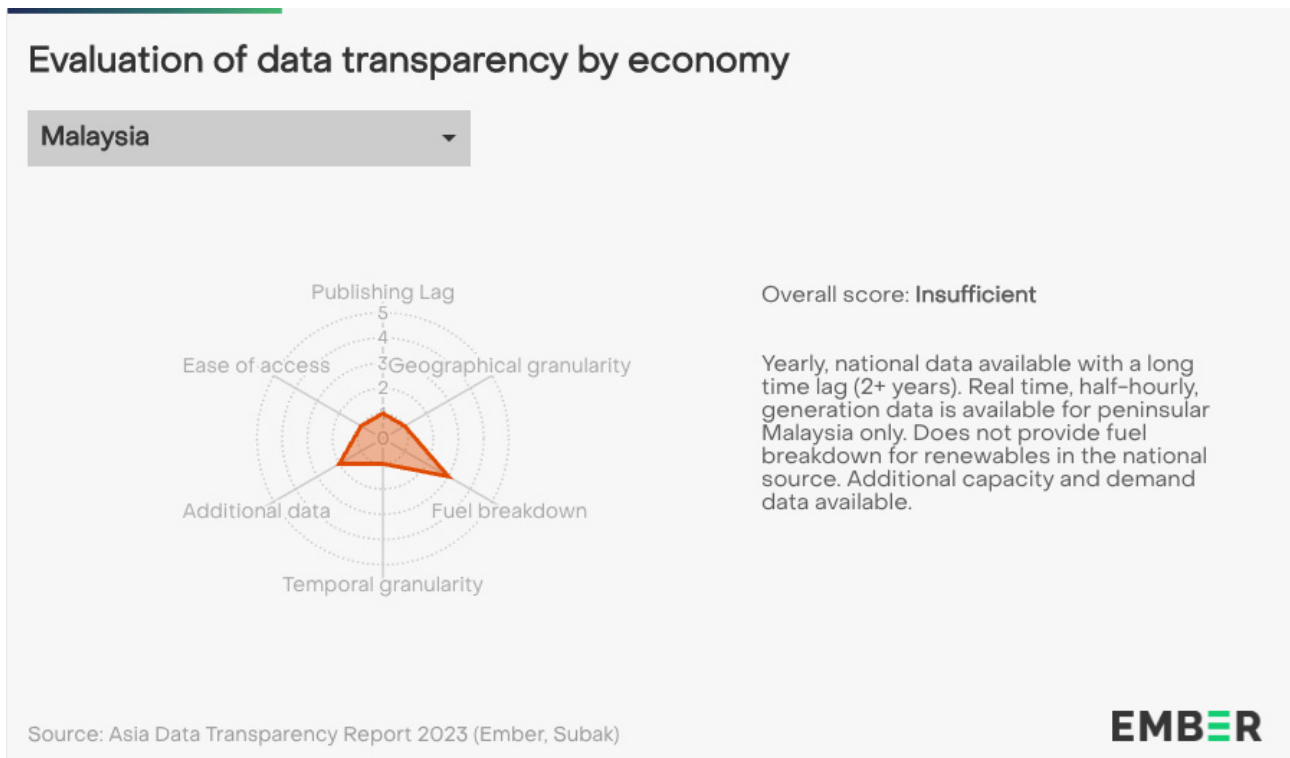 Evaluation of data transparency by economy
Malaysia
Publishing Lag
5
4
Ease of access
3
Geographical granularity
2
1
0
Additional data
Fuel breakdown
Temporal granularity
Overall score: Insufficient
Yearly, national data available with a long
time lag (2+ years). Real time, half-hourly,
generation data is available for peninsular
Malaysia only. Does not provide fuel
breakdown for renewables in the national
source. Additional capacity and demand
data available.
Source: Asia Data Transparency Report 2023 (Ember, Subak)
EMBER